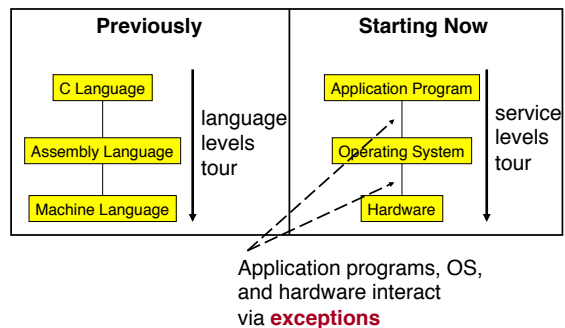 Previously
C Language
Assembly Language
Machine Language
language
levels
tour
Starting Now
Application Program
Operating System
Hardware
service
levels
tour
Application programs, OS,
and hardware interact
via exceptions